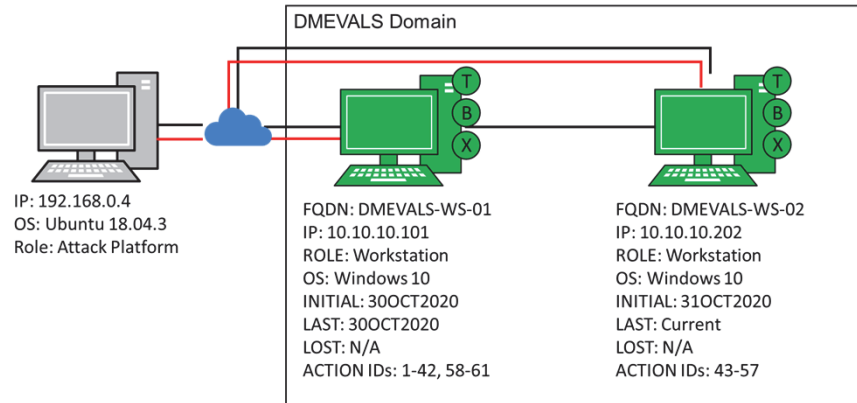 DMEVALS Domain
T
B
X
T
B
X
IP: 192.168.0.4
OS: Ubuntu 18.04.3
Role: Attack Platform
FQDN: DMEVALS-WS-01
IP: 10.10.10.101
ROLE: Workstation
OS: Windows 10
INITIAL: 30OCT2020
LAST: 30OCT2020
LOST: N/A
ACTION IDs: 1-42, 58-61
FQDN: DMEVALS-WS-02
IP: 10.10.10.202
ROLE: Workstation
OS: Windows 10
INITIAL: 31OCT2020
LAST: Current
LOST: N/A
ACTION IDs: 43-57